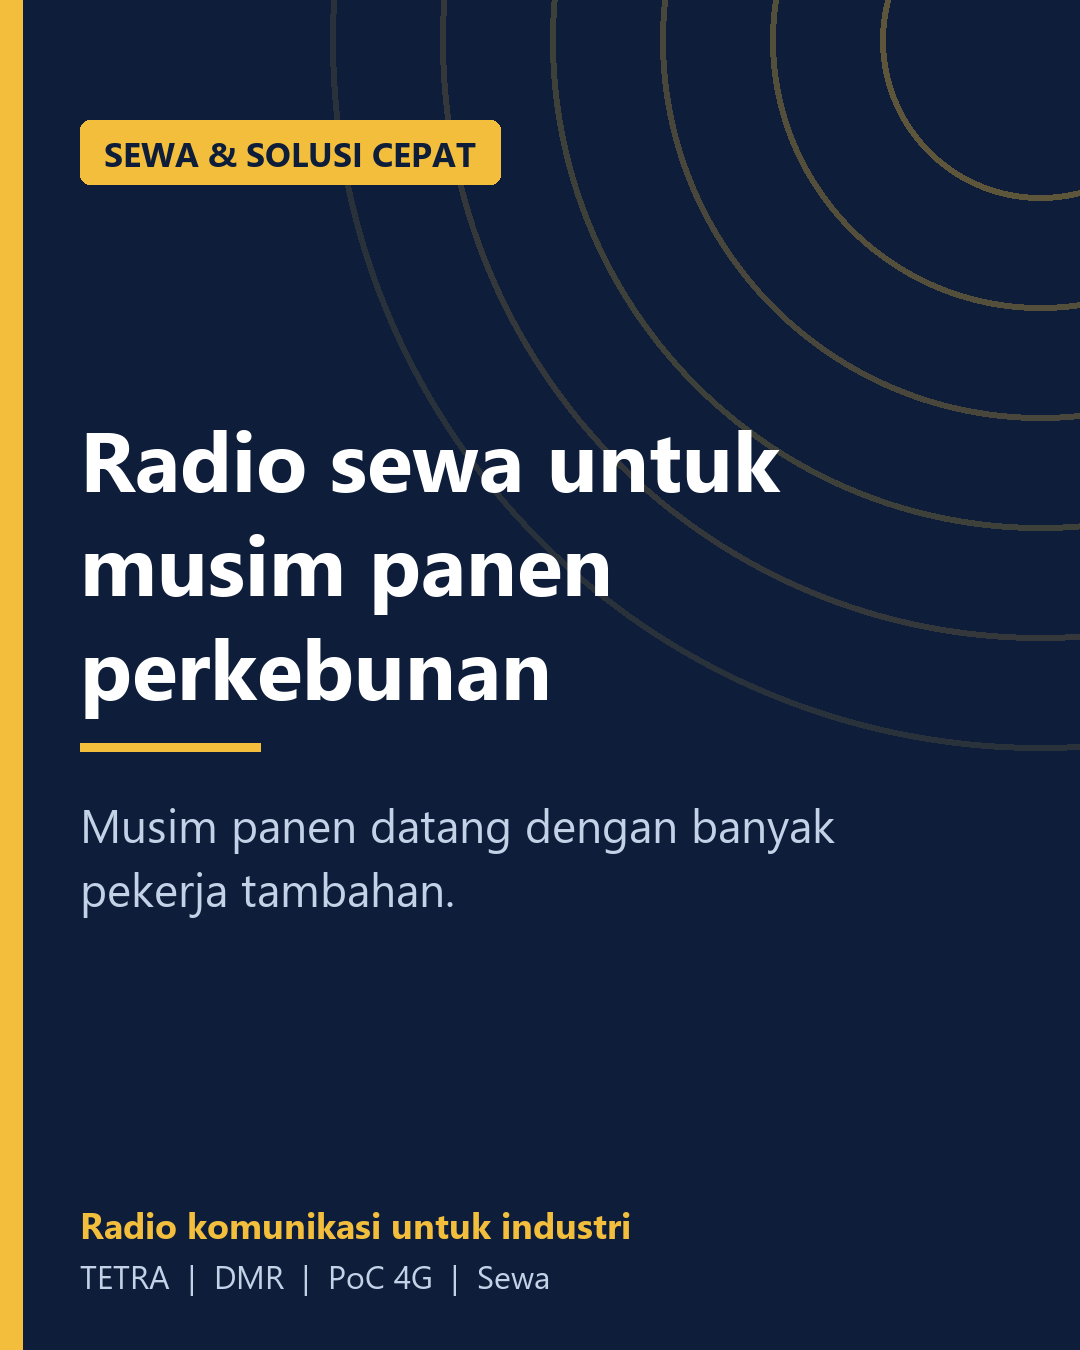 SEWA & SOLUSI CEPAT
Radio sewa untuk
musim panen
perkebunan
Musim panen datang dengan banyak
pekerja tambahan.
Radio komunikasi untuk industri
TETRA | DMR | PoC 4G | Sewa